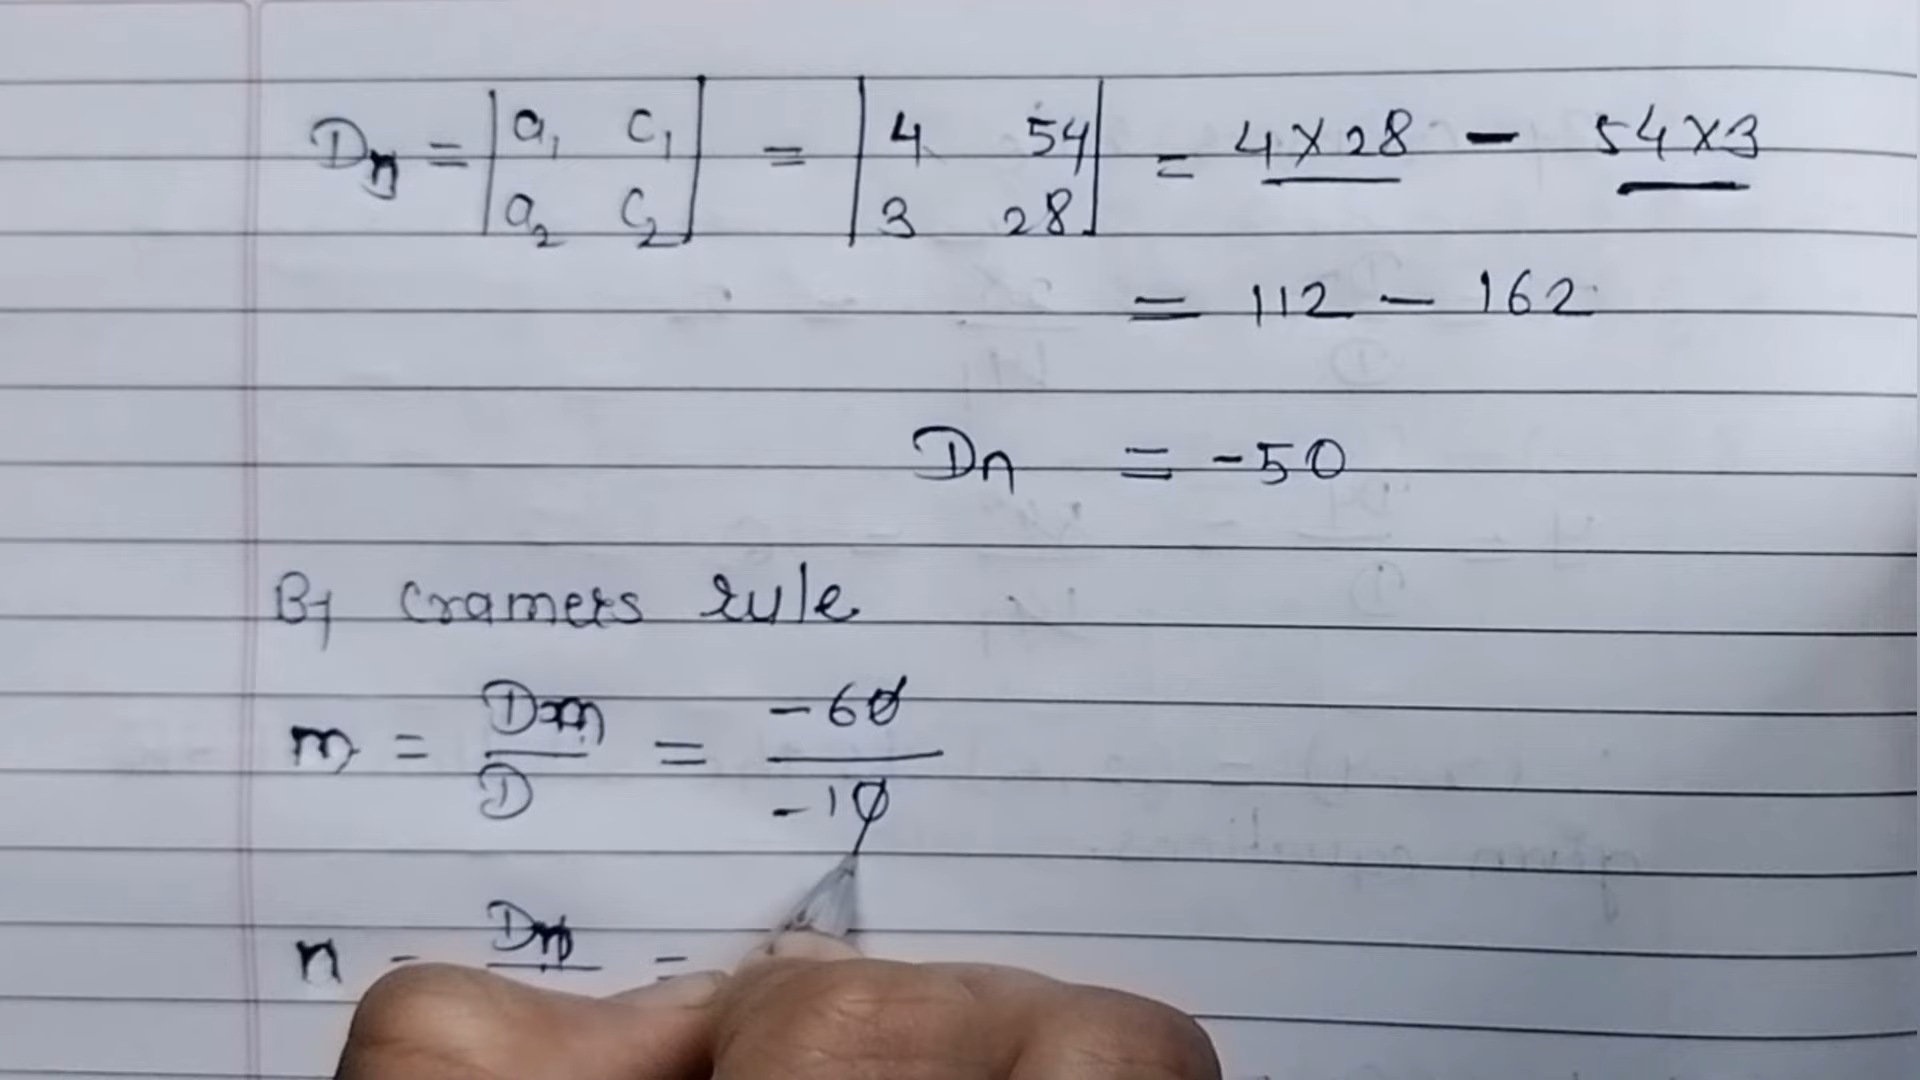 Dn = | a₁ c₁ | = | 4 54 | = 4×28 − 54×3
| a₂ c₂ | | 3 28 |
= 112 − 162
Dn = -50
By cramers rule
m = Dm / D = -60 / -10
n = Dn =